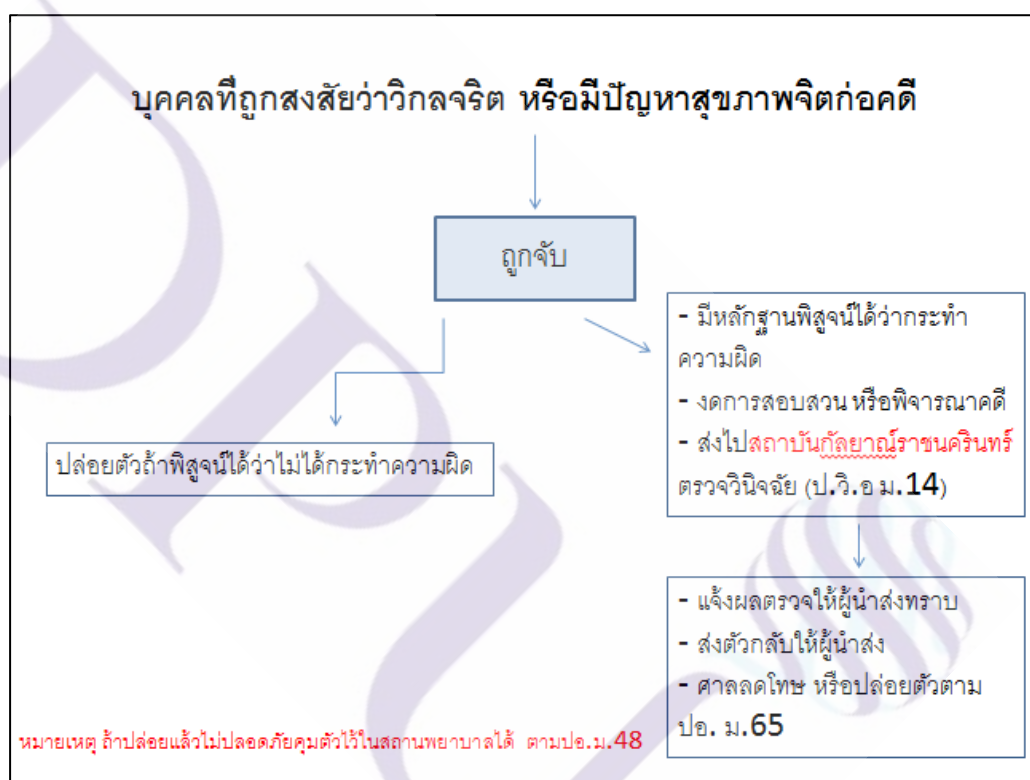 บุคคลที่ถูกสงสัยว่าวิกลจริต หรือมีปัญหาสุขภาพจิตก่อคดี
ถูกจับ
ปล่อยตัวถ้าพิสูจน์ได้ว่าไม่ได้กระทำความผิด
- มีหลักฐานพิสูจน์ได้ว่ากระทำ
ความผิด
- งดการสอบสวน หรือพิจารณาคดี
- ส่งไปสถาบันกัลยาณ์ราชนครินทร์
ตรวจวินิจฉัย (ป.วิ.อ ม.14)
- แจ้งผลตรวจให้ผู้นำส่งทราบ
- ส่งตัวกลับให้ผู้นำส่ง
- ศาลลดโทษ หรือปล่อยตัวตาม
ปอ. ม.65
หมายเหตุ ถ้าปล่อยแล้วไม่ปลอดภัยคุมตัวไว้ในสถานพยาบาลได้ ตามปอ.ม.48
DPU